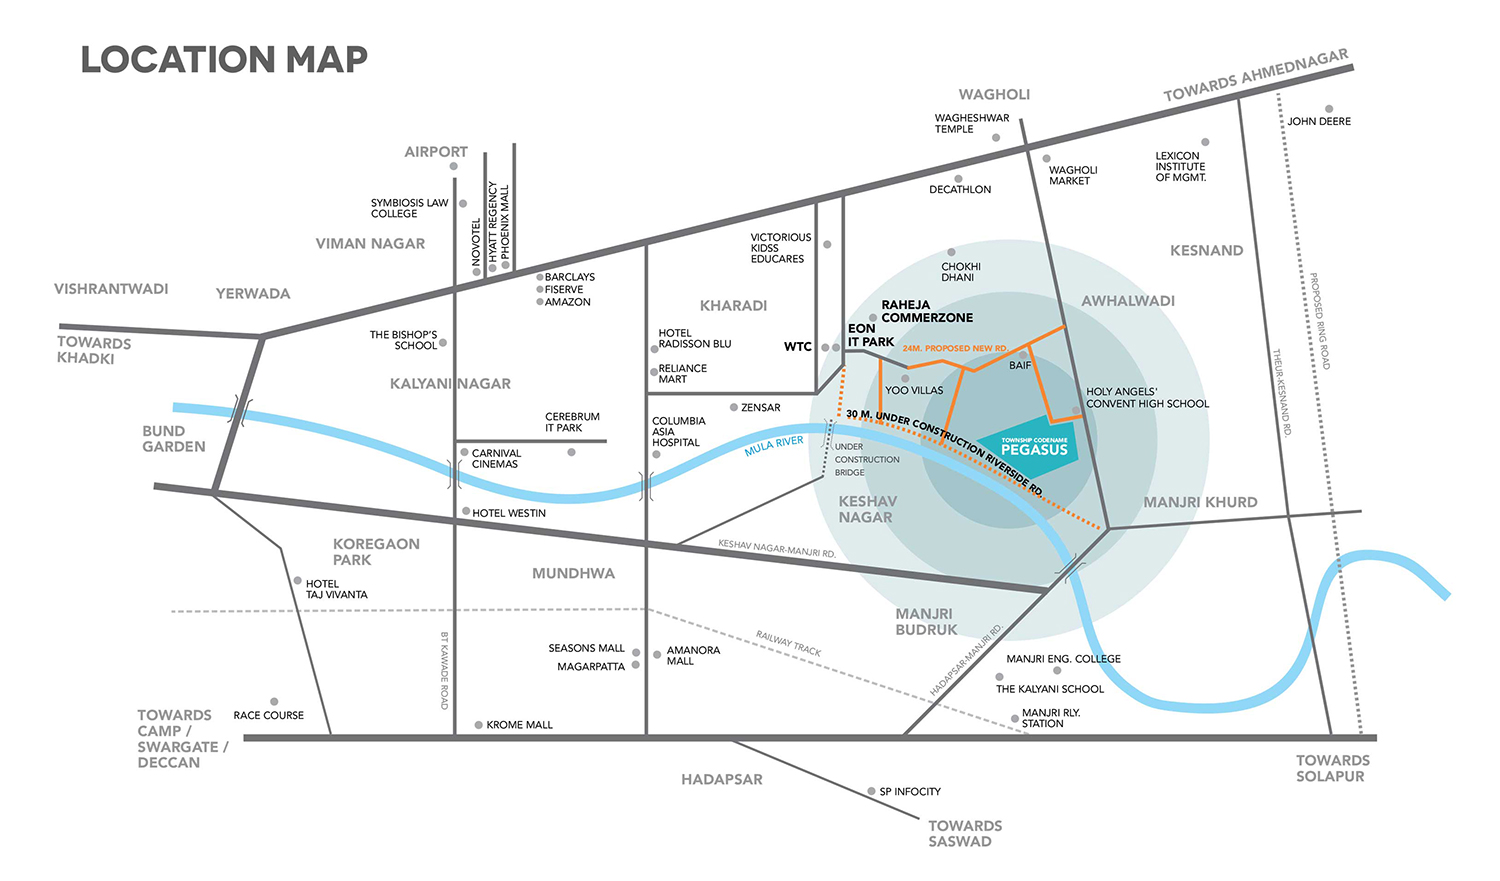 LOCATION MAP
TOWARDS AHMEDNAGAR
WAGHOLI
WAGHESHWAR
TEMPLE
JOHN DEERE
AIRPORT
LEXICON
INSTITUTE
OF MGMT.
WAGHOLI
MARKET
DECATHLON
SYMBIOSIS LAW
COLLEGE
NOVOTEL
HYATT REGENCY
PHOENIX MALL
VIMAN NAGAR
VICTORIOUS
KIDSS
EDUCARES
KESNAND
CHOKHI
DHANI
BARCLAYS
FISERVE
AMAZON
VISHRANTWADI
YERWADA
KHARADI
AWHALWADI
RAHEJA
COMMERZONE
PROPOSED RING ROAD
TOWARDS
KHADKI
THE BISHOP'S
SCHOOL
HOTEL
RADISSON BLU
WTC
EON
IT PARK
24M. PROPOSED NEW RD.
BAIF
RELIANCE
MART
KALYANI NAGAR
YOO VILLAS
HOLY ANGELS'
CONVENT HIGH SCHOOL
THEUR-KESNAND RD.
ZENSAR
CEREBRUM
IT PARK
COLUMBIA
ASIA
HOSPITAL
30 M. UNDER CONSTRUCTION RIVERSIDE RD.
BUND
GARDEN
MULA RIVER
TOWNSHIP CODENAME
PEGASUS
UNDER
CONSTRUCTION
BRIDGE
CARNIVAL
CINEMAS
KESHAV
NAGAR
MANJRI KHURD
HOTEL WESTIN
KOREGAON
PARK
KESHAV NAGAR-MANJRI RD.
MUNDHWA
HOTEL
TAJ VIVANTA
MANJRI
BUDRUK
BT KAWADE ROAD
RAILWAY TRACK
HADAPSAR-MANJRI RD.
SEASONS MALL
MAGARPATTA
AMANORA
MALL
MANJRI ENG. COLLEGE
THE KALYANI SCHOOL
MANJRI RLY.
STATION
RACE COURSE
KROME MALL
TOWARDS
CAMP /
SWARGATE /
DECCAN
HADAPSAR
TOWARDS
SOLAPUR
SP INFOCITY
TOWARDS
SASWAD